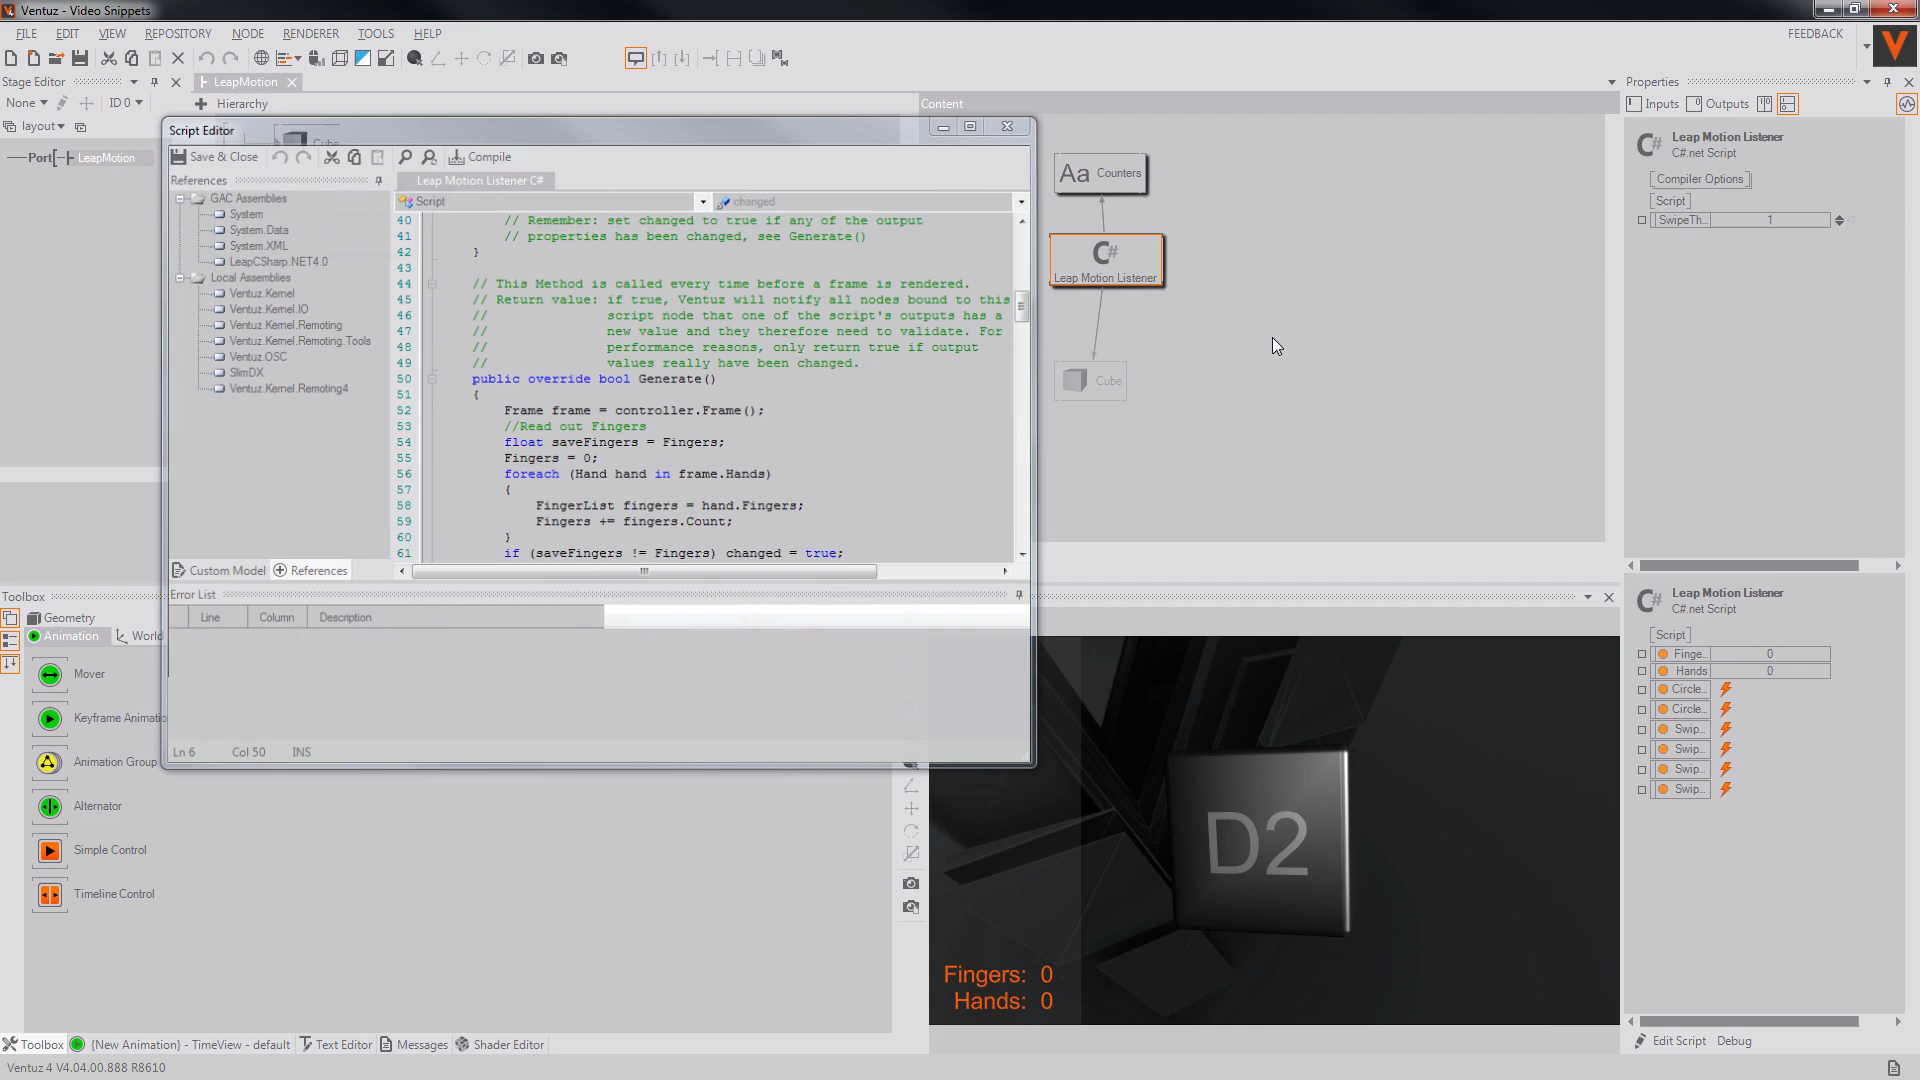 Ventuz - Video Snippets
FILE EDIT VIEW REPOSITORY NODE RENDERER TOOLS HELP
FEEDBACK
Stage Editor
LeapMotion
Properties
None
ID 0
Hierarchy
Content
Inputs
Outputs
layout
Port
LeapMotion
Script Editor
Save & Close
Compile
References
Leap Motion Listener C#
GAC Assemblies
System
System.Data
System.XML
LeapCSharp.NET4.0
Local Assemblies
Ventuz.Kernel
Ventuz.Kernel.IO
Ventuz.Kernel.Remoting
Ventuz.Kernel.Remoting.Tools
Ventuz.OSC
SlimDX
Ventuz.Kernel.Remoting4
Custom Model
References
Script
changed
40 // Remember: set changed to true if any of the output
41 // properties has been changed, see Generate()
42 }
43
44 // This Method is called every time before a frame is rendered.
45 // Return value: if true, Ventuz will notify all nodes bound to this
46 // script node that one of the script's outputs has a
47 // new value and they therefore need to validate. For
48 // performance reasons, only return true if output
49 // values really have been changed.
50 public override bool Generate()
51 {
52 Frame frame = controller.Frame();
53 //Read out Fingers
54 float saveFingers = Fingers;
55 Fingers = 0;
56 foreach (Hand hand in frame.Hands)
57 {
58 FingerList fingers = hand.Fingers;
59 Fingers += fingers.Count;
60 }
61 if (saveFingers != Fingers) changed = true;
Error List
Line Column Description
Ln 6 Col 50 INS
Cube
Aa Counters
C#
Leap Motion Listener
Cube
C# Leap Motion Listener
C#.net Script
Compiler Options
Script
SwipeTh... 1
C# Leap Motion Listener
C#.net Script
Script
Finge... 0
Hands 0
Circle...
Circle...
Swip...
Swip...
Swip...
Swip...
Edit Script Debug
Toolbox
Geometry
Animation
World
Mover
Keyframe Animatio
Animation Group
Alternator
Simple Control
Timeline Control
D2
Fingers: 0
Hands: 0
Toolbox
{New Animation} - TimeView - default
Text Editor
Messages
Shader Editor
Ventuz 4 V4.04.00.888 R8610